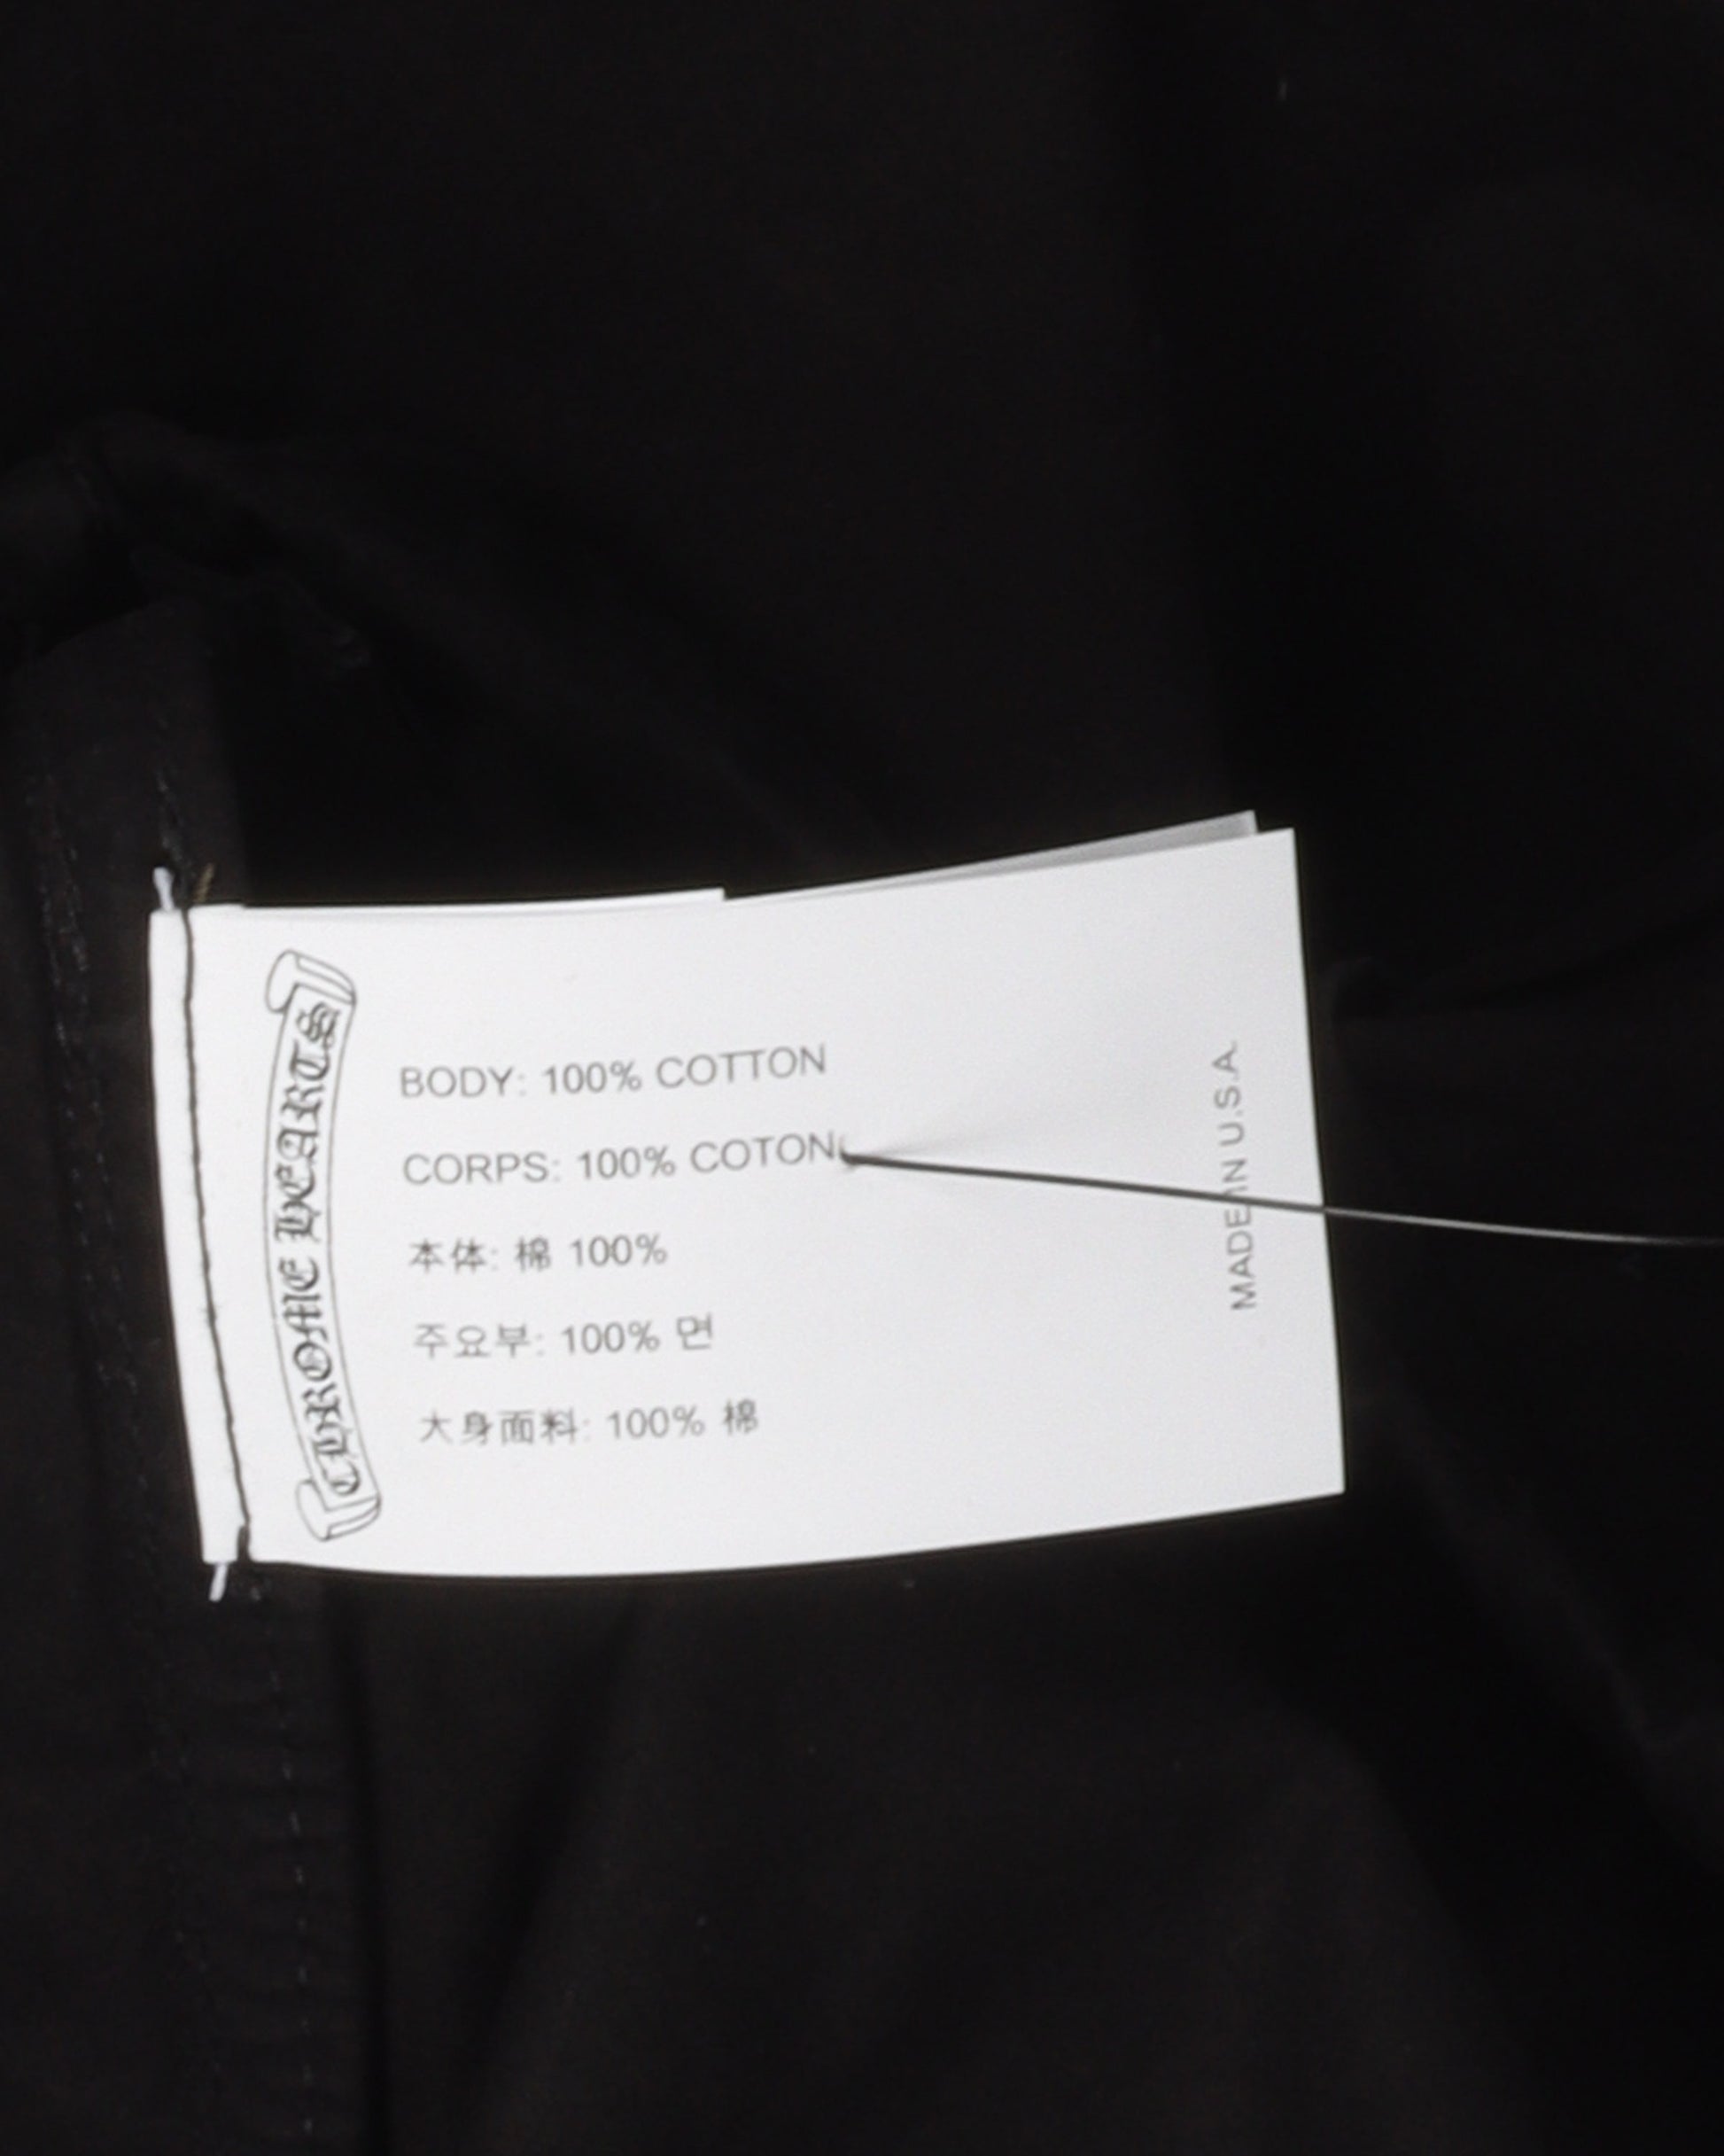 CHROME HEARTS
BODY: 100% COTTON
CORPS: 100% COTON
本体: 棉 100%
주요부: 100% 면
大身面料: 100% 棉
MADE IN U.S.A.